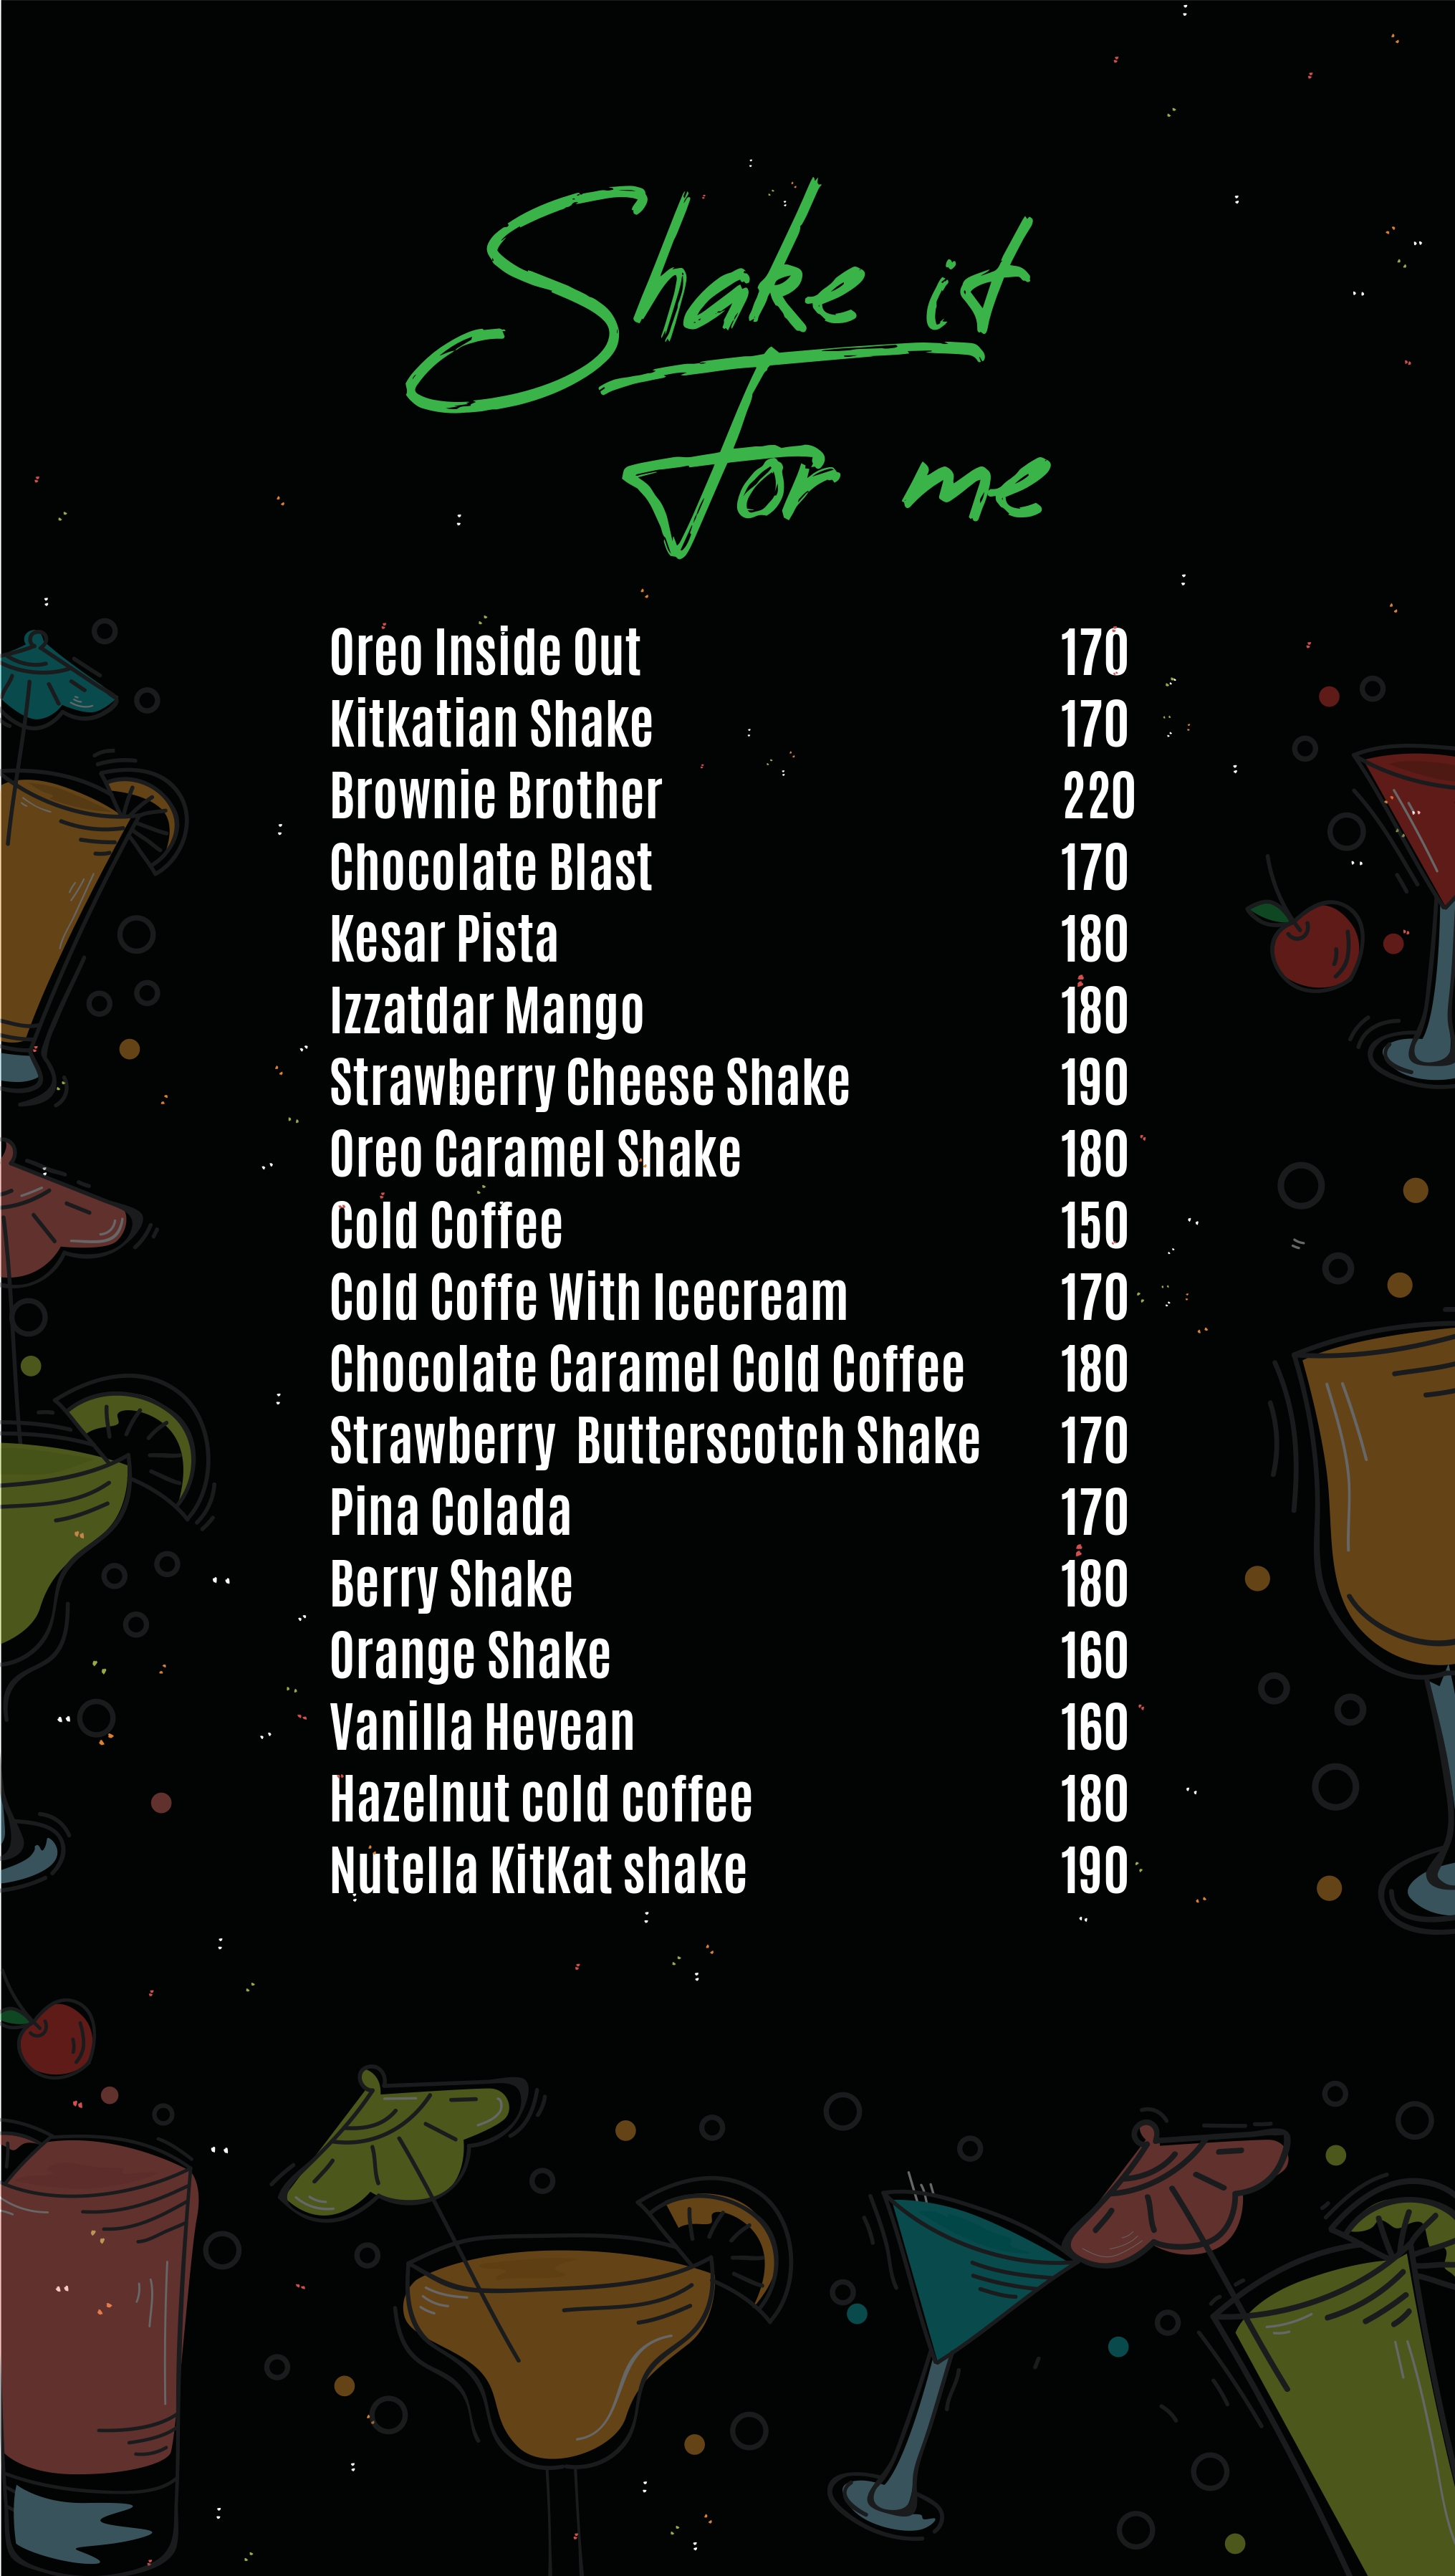 Shake it
For me
Oreo Inside Out 170
Kitkatian Shake 170
Brownie Brother 220
Chocolate Blast 170
Kesar Pista 180
Izzatdar Mango 180
Strawberry Cheese Shake 190
Oreo Caramel Shake 180
Cold Coffee 150
Cold Coffe With Icecream 170
Chocolate Caramel Cold Coffee 180
Strawberry  Butterscotch Shake 170
Pina Colada 170
Berry Shake 180
Orange Shake 160
Vanilla Hevean 160
Hazelnut cold coffee 180
Nutella KitKat shake 190